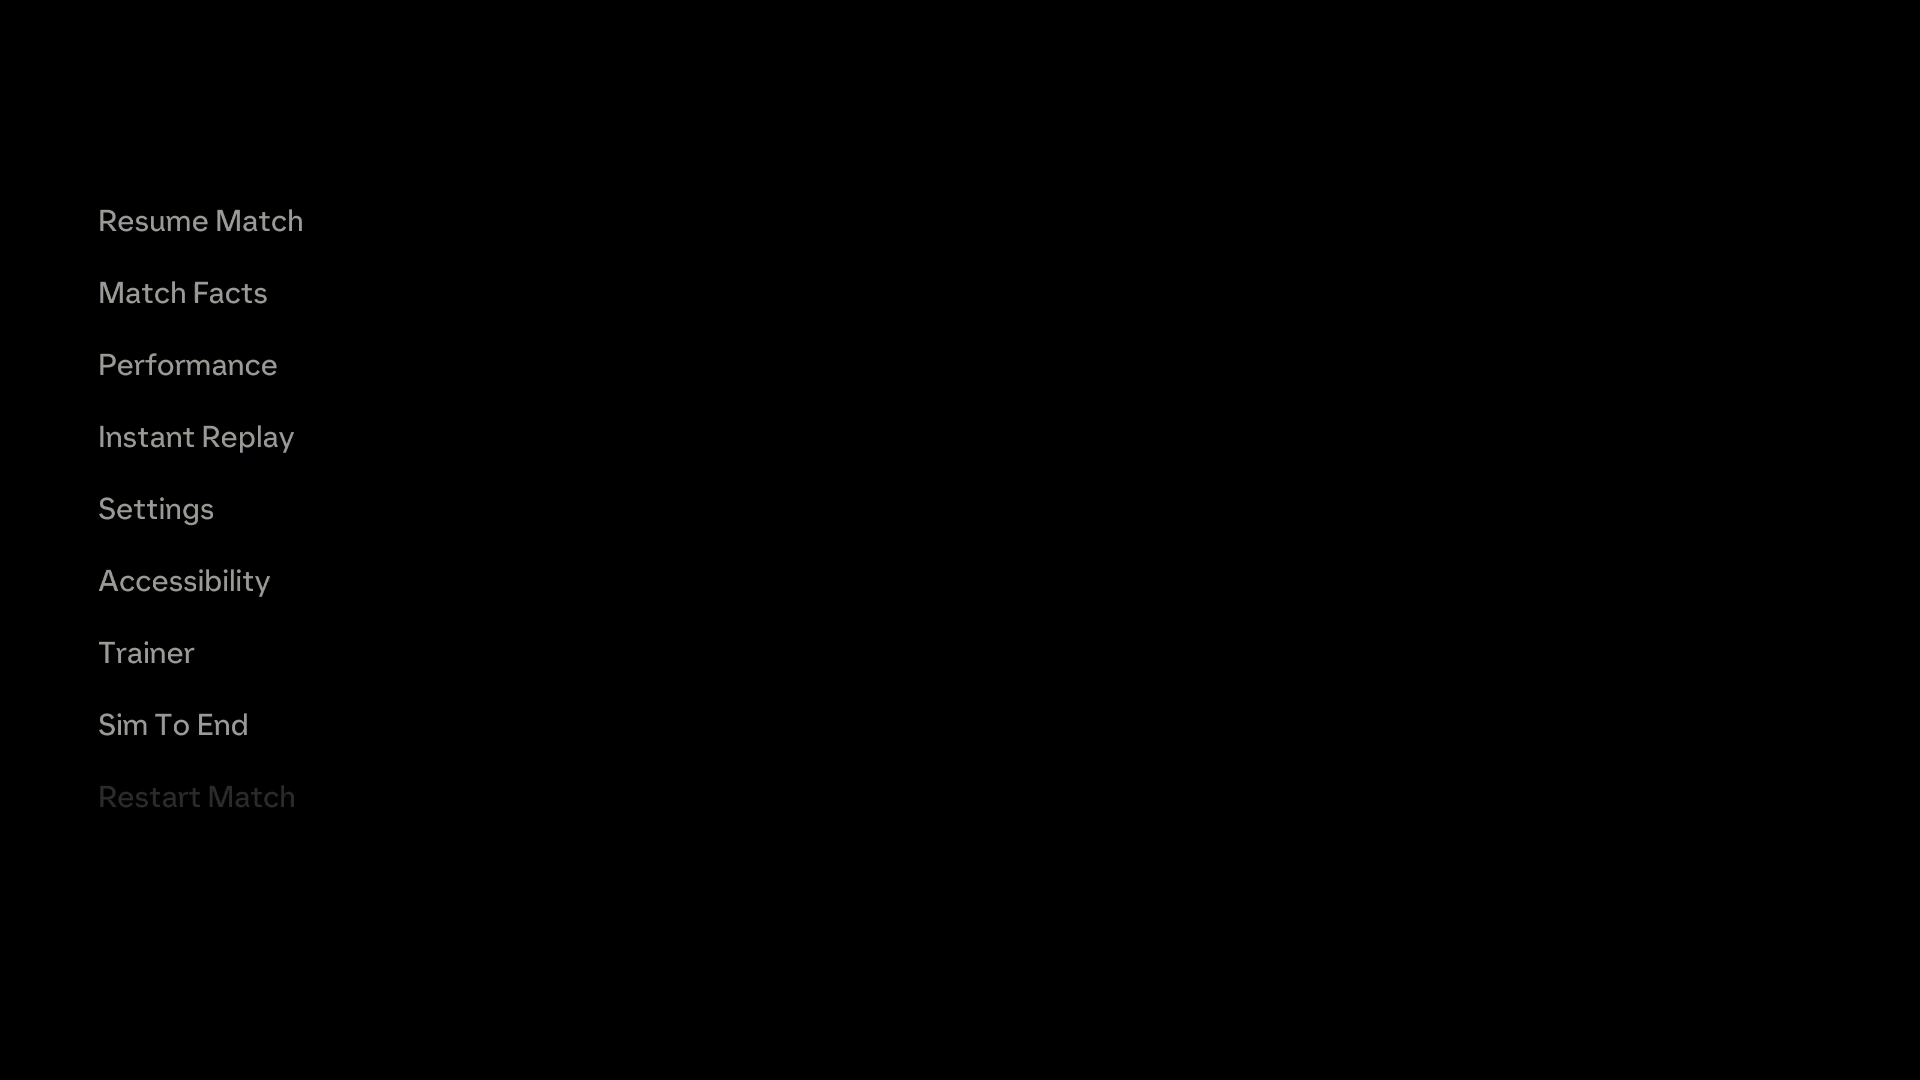 Resume Match
Match Facts
Performance
Instant Replay
Settings
Accessibility
Trainer
Sim To End
Restart Match